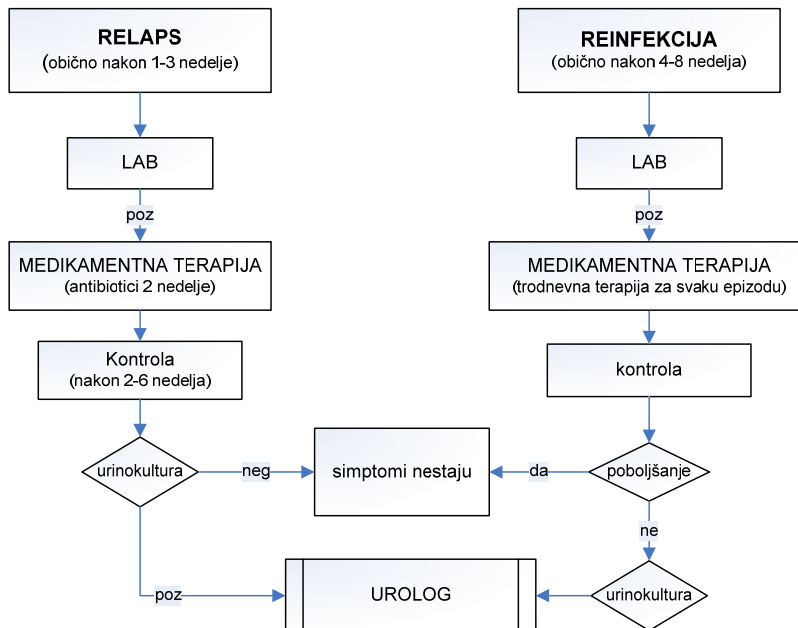 RELAPS
(obično nakon 1-3 nedelje)
LAB
poz
MEDIKAMENTNA TERAPIJA
(antibiotici 2 nedelje)
Kontrola
(nakon 2-6 nedelja)
urinokultura
neg
poz
REINFEKCIJA
(obično nakon 4-8 nedelja)
LAB
poz
MEDIKAMENTNA TERAPIJA
(trodnevna terapija za svaku epizodu)
kontrola
poboljšanje
da
ne
urinokultura
simptomi nestaju
UROLOG